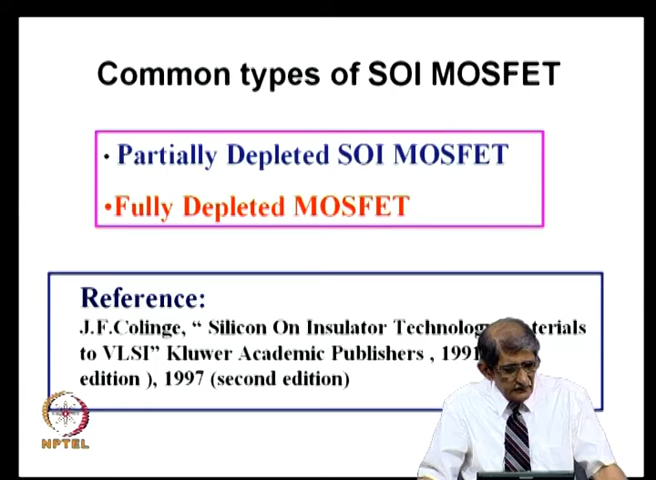 Common types of SOI MOSFET
• Partially Depleted SOI MOSFET
•Fully Depleted MOSFET
Reference:
J.F.Colinge, “ Silicon On Insulator
to VLSI” Kluwer Academic Publishers , 1991
edition ), 1997 (second edition)
NPTEL